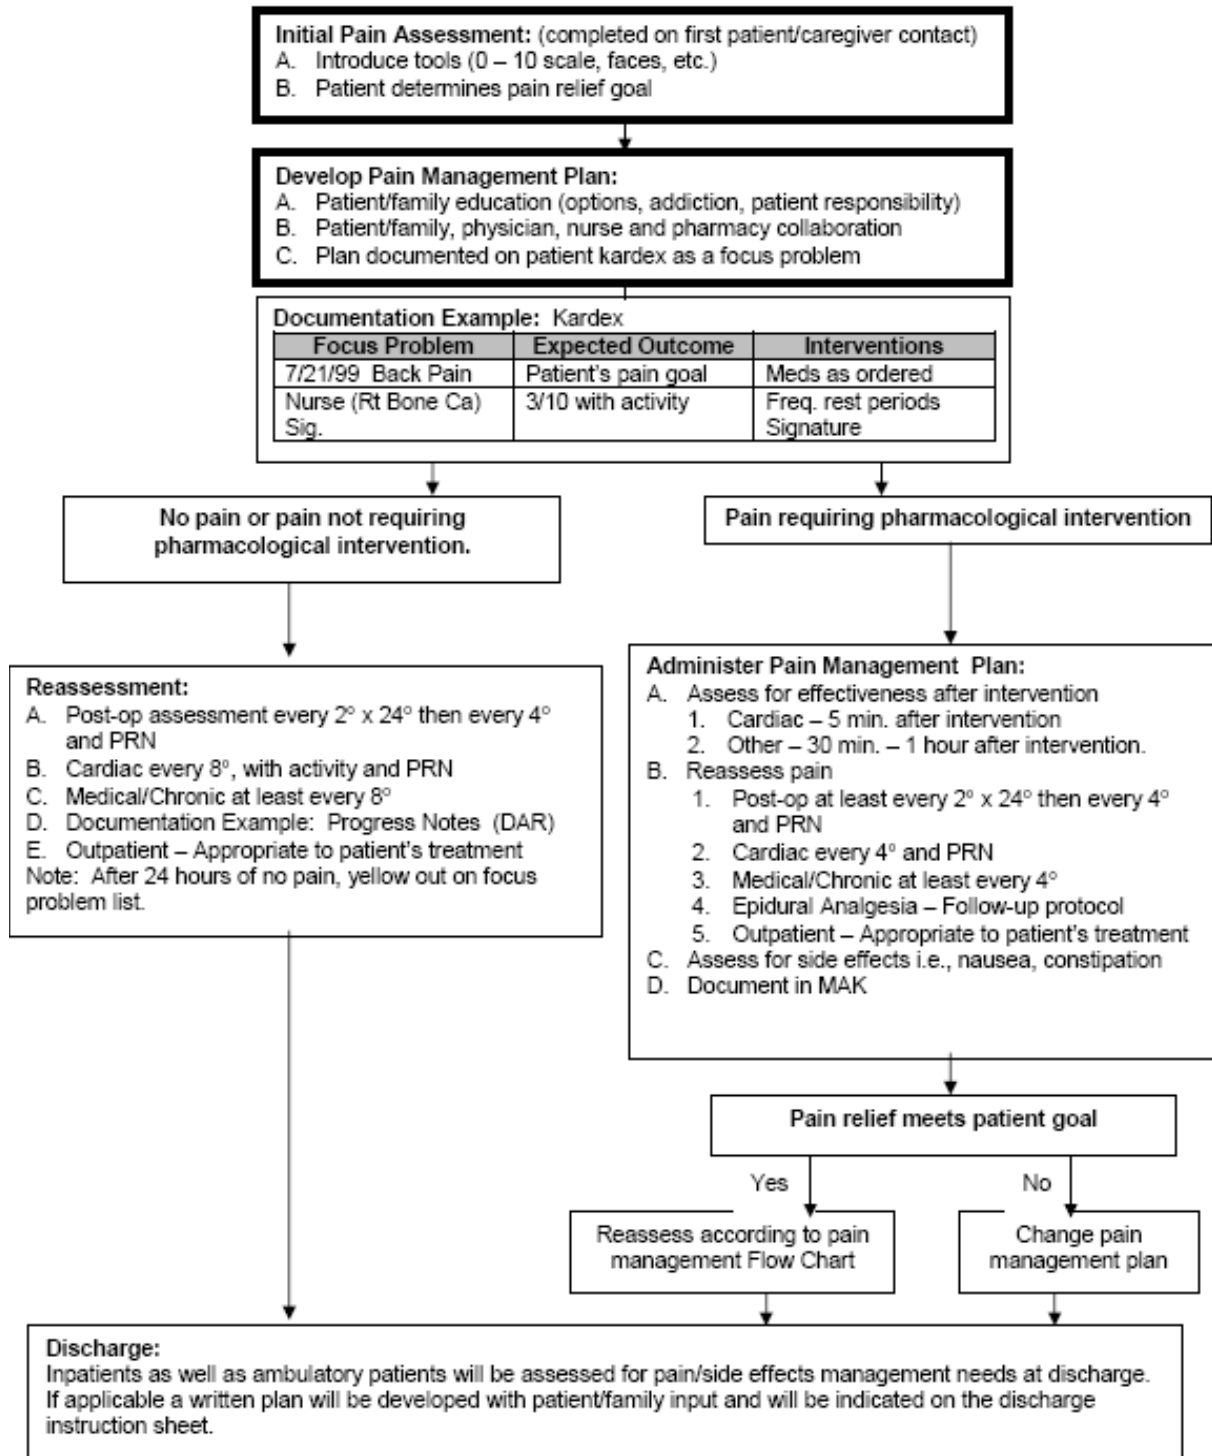 Initial Pain Assessment: (completed on first patient/caregiver contact)
A. Introduce tools (0 – 10 scale, faces, etc.)
B. Patient determines pain relief goal
Develop Pain Management Plan:
A. Patient/family education (options, addiction, patient responsibility)
B. Patient/family, physician, nurse and pharmacy collaboration
C. Plan documented on patient kardex as a focus problem
Documentation Example: Kardex
Focus Problem Expected Outcome Interventions
7/21/99 Back Pain Patient's pain goal Meds as ordered
Nurse (Rt Bone Ca) 3/10 with activity Freq. rest periods
Sig. Signature
No pain or pain not requiring
pharmacological intervention.
Pain requiring pharmacological intervention
Reassessment:
A. Post-op assessment every 2° x 24° then every 4°
and PRN
B. Cardiac every 8°, with activity and PRN
C. Medical/Chronic at least every 8°
D. Documentation Example: Progress Notes (DAR)
E. Outpatient – Appropriate to patient's treatment
Note: After 24 hours of no pain, yellow out on focus
problem list.
Administer Pain Management Plan:
A. Assess for effectiveness after intervention
1. Cardiac – 5 min. after intervention
2. Other – 30 min. – 1 hour after intervention.
B. Reassess pain
1. Post-op at least every 2° x 24° then every 4°
and PRN
2. Cardiac every 4° and PRN
3. Medical/Chronic at least every 4°
4. Epidural Analgesia – Follow-up protocol
5. Outpatient – Appropriate to patient's treatment
C. Assess for side effects i.e., nausea, constipation
D. Document in MAK
Pain relief meets patient goal
Yes No
Reassess according to pain
management Flow Chart
Change pain
management plan
Discharge:
Inpatients as well as ambulatory patients will be assessed for pain/side effects management needs at discharge.
If applicable a written plan will be developed with patient/family input and will be indicated on the discharge
instruction sheet.